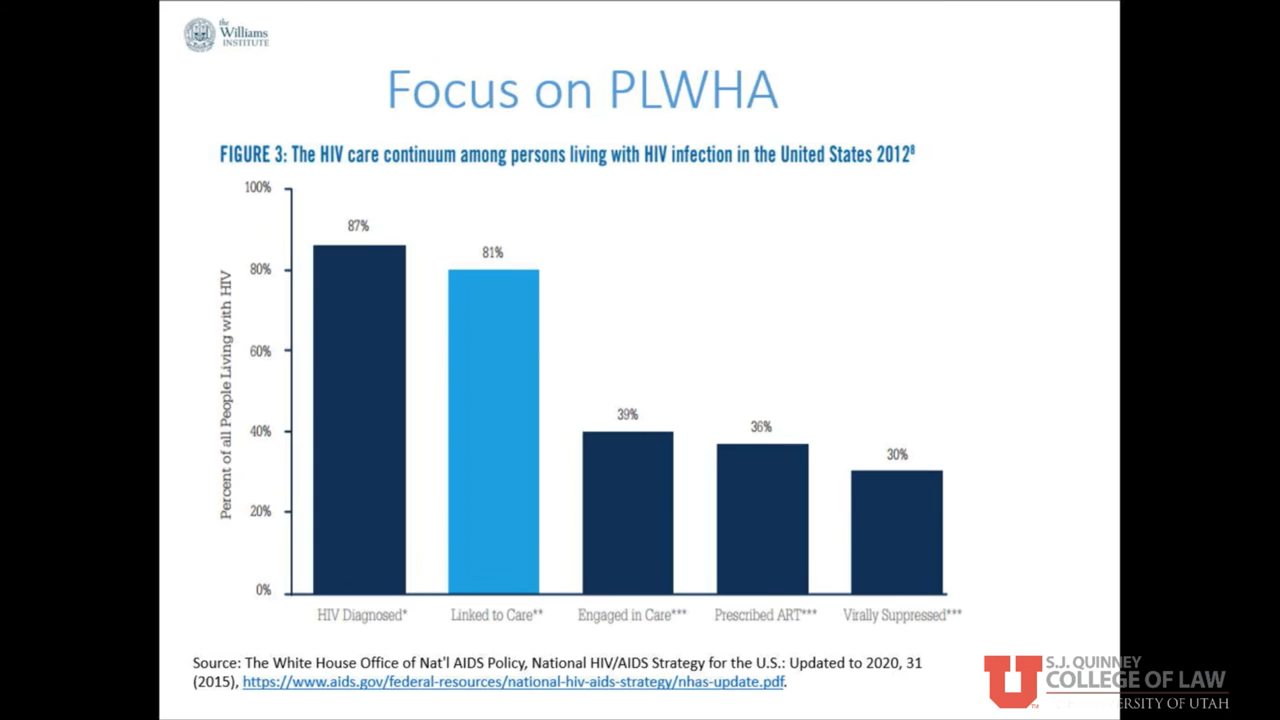 the
Williams
INSTITUTE
Focus on PLWHA
FIGURE 3: The HIV care continuum among persons living with HIV infection in the United States 2012⁸
Percent of all People Living with HIV
100%
80%
60%
40%
20%
0%
87%
81%
39%
36%
30%
HIV Diagnosed*
Linked to Care**
Engaged in Care***
Prescribed ART***
Virally Suppressed***
Source: The White House Office of Nat'l AIDS Policy, National HIV/AIDS Strategy for the U.S.: Updated to 2020, 31
(2015), https://www.aids.gov/federal-resources/national-hiv-aids-strategy/nhas-update.pdf.
S.J. QUINNEY
COLLEGE OF LAW
UNIVERSITY OF UTAH